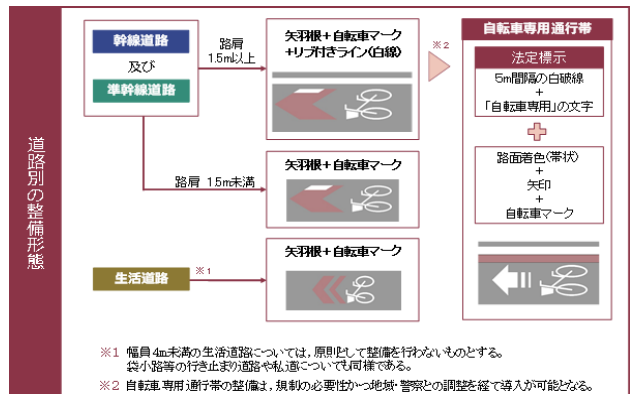 道路別の整備形態
幹線道路
及び
準幹線道路
路肩
1.5m以上
矢羽根+自転車マーク
+リブ付きライン(白線)
※2
路肩 1.5m未満
矢羽根+自転車マーク
生活道路
※1
矢羽根+自転車マーク
自転車専用通行帯
法定標示
5m間隔の白破線
+
「自転車専用」の文字
路面着色(帯状)
+
矢印
+
自転車マーク
※1 幅員4m未満の生活道路については,原則として整備を行わないものとする。
袋小路等の行き止まり道路や私道についても同様である。
※2 自転車専用通行帯の整備は,規制の必要性かつ地域・警察との調整を経て導入が可能となる。